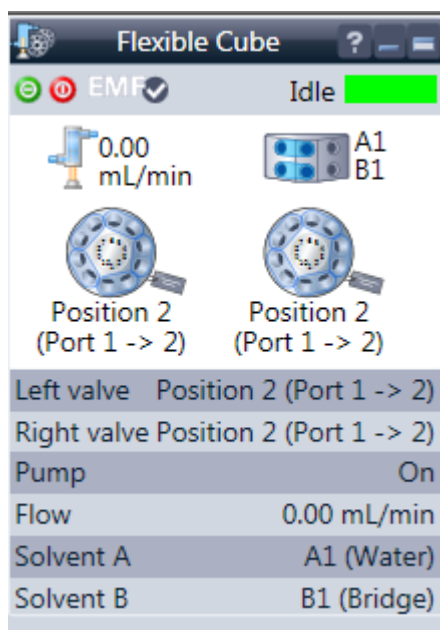 Flexible Cube ?
EMF Idle
0.00 A1
mL/min B1
Position 2 Position 2
(Port 1 -> 2) (Port 1 -> 2)
Left valve Position 2 (Port 1 -> 2)
Right valve Position 2 (Port 1 -> 2)
Pump On
Flow 0.00 mL/min
Solvent A A1 (Water)
Solvent B B1 (Bridge)